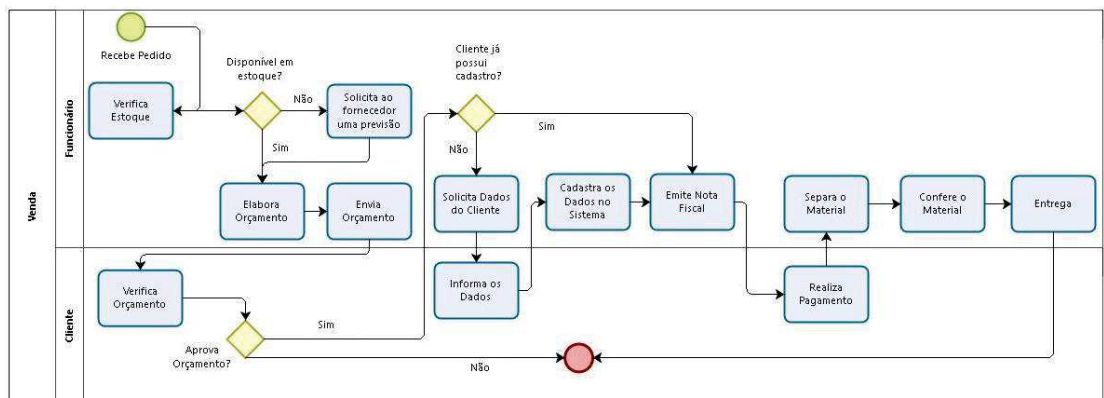 Venda
Funcionário
Cliente
Recebe Pedido
Verifica
Estoque
Disponível em
estoque?
Não
Sim
Solicita ao
fornecedor
uma previsão
Elabora
Orçamento
Envia
Orçamento
Verifica
Orçamento
Aprova
Orçamento?
Sim
Não
Cliente já
possui
cadastro?
Sim
Não
Solicita Dados
do Cliente
Informa os
Dados
Cadastra os
Dados no
Sistema
Emite Nota
Fiscal
Realiza
Pagamento
Separa o
Material
Confere o
Material
Entrega